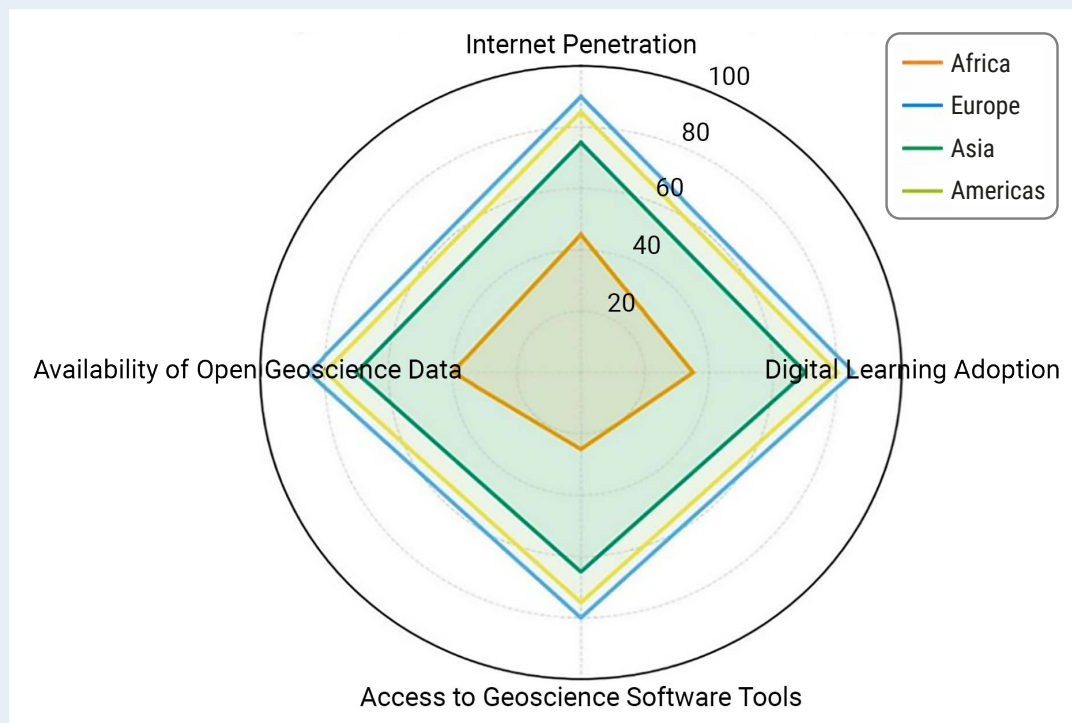 Internet Penetration
100
80
60
40
20
Africa
Europe
Asia
Americas
Availability of Open Geoscience Data
Digital Learning Adoption
Access to Geoscience Software Tools